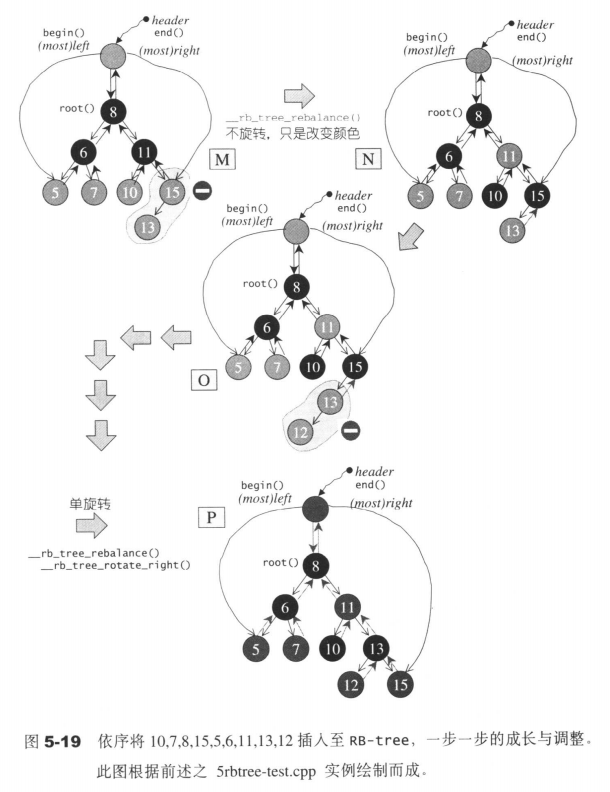 header
begin()
end()
(most)left
(most)right
root()
8
6
11
5
7
10
15
13
M
__rb_tree_rebalance()
不旋转，只是改变颜色
header
begin()
end()
(most)left
(most)right
root()
8
6
11
5
7
10
15
13
N
header
begin()
end()
(most)left
(most)right
root()
8
6
11
5
7
10
15
13
12
O
单旋转
__rb_tree_rebalance()
__rb_tree_rotate_right()
header
begin()
end()
(most)left
(most)right
P
root()
8
6
11
5
7
10
13
12
15
图 5-19 依序将 10,7,8,15,5,6,11,13,12 插入至 RB-tree，一步一步的成长与调整。
此图根据前述之 5rbtree-test.cpp 实例绘制而成。